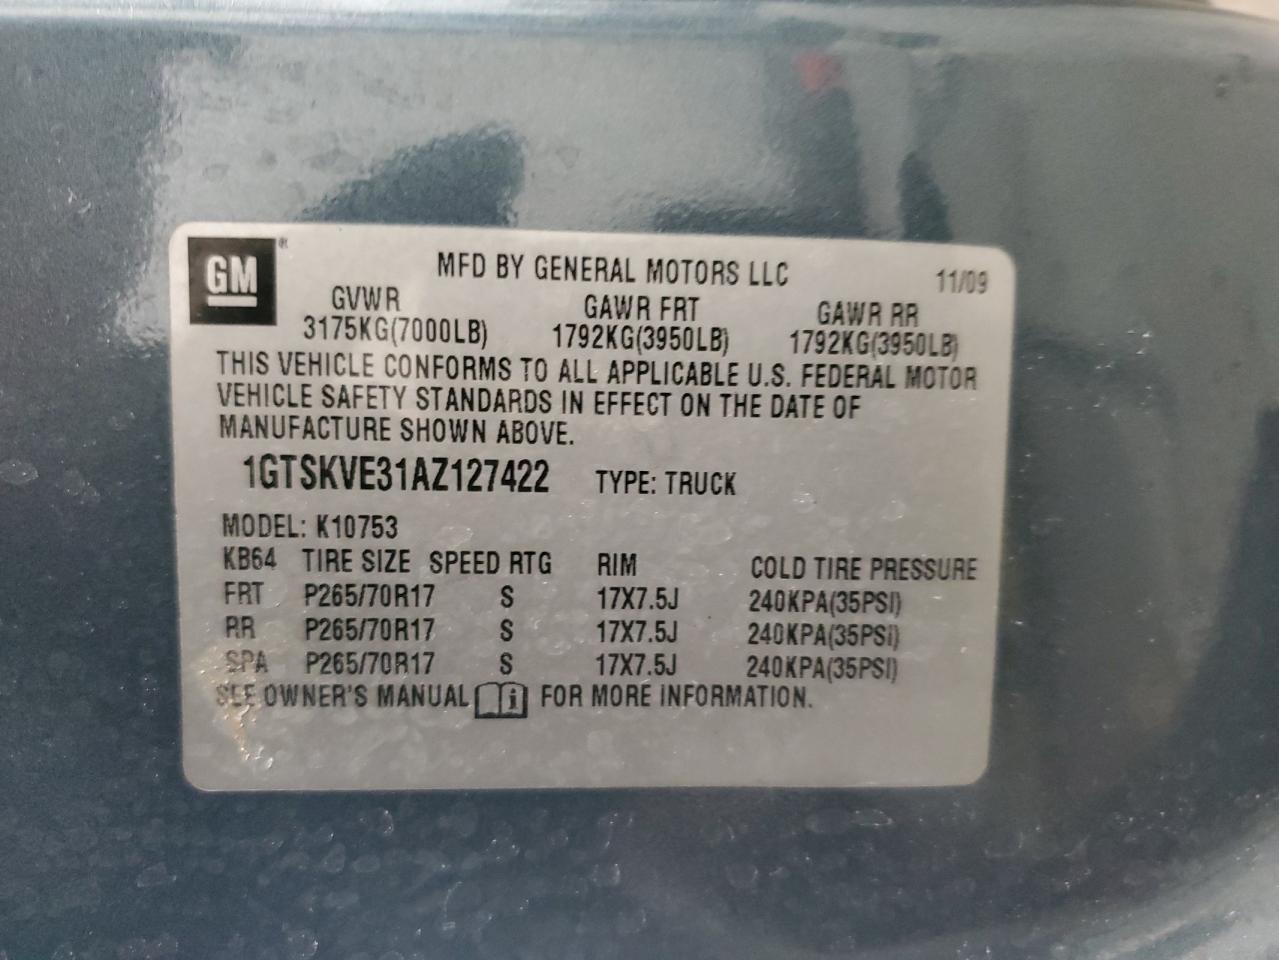 GM ®
MFD BY GENERAL MOTORS LLC 11/09
GVWR GAWR FRT GAWR RR
3175KG(7000LB) 1792KG(3950LB) 1792KG(3950LB)
THIS VEHICLE CONFORMS TO ALL APPLICABLE U.S. FEDERAL MOTOR
VEHICLE SAFETY STANDARDS IN EFFECT ON THE DATE OF
MANUFACTURE SHOWN ABOVE.
1GTSKVE31AZ127422 TYPE: TRUCK
MODEL: K10753
KB64 TIRE SIZE SPEED RTG RIM COLD TIRE PRESSURE
FRT P265/70R17 S 17X7.5J 240KPA(35PSI)
RR P265/70R17 S 17X7.5J 240KPA(35PSI)
SPA P265/70R17 S 17X7.5J 240KPA(35PSI)
SEE OWNER'S MANUAL i FOR MORE INFORMATION.